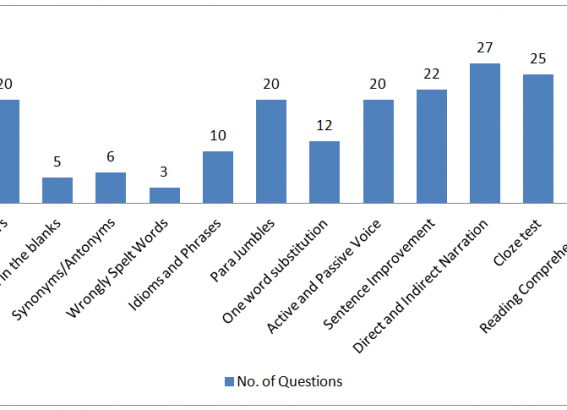 20
5
6
3
10
20
12
20
22
27
25
in the blanks
Synonyms/Antonyms
Wrongly Spelt Words
Idioms and Phrases
Para Jumbles
One word substitution
Active and Passive Voice
Sentence Improvement
Direct and Indirect Narration
Cloze test
Reading Comprehe
No. of Questions